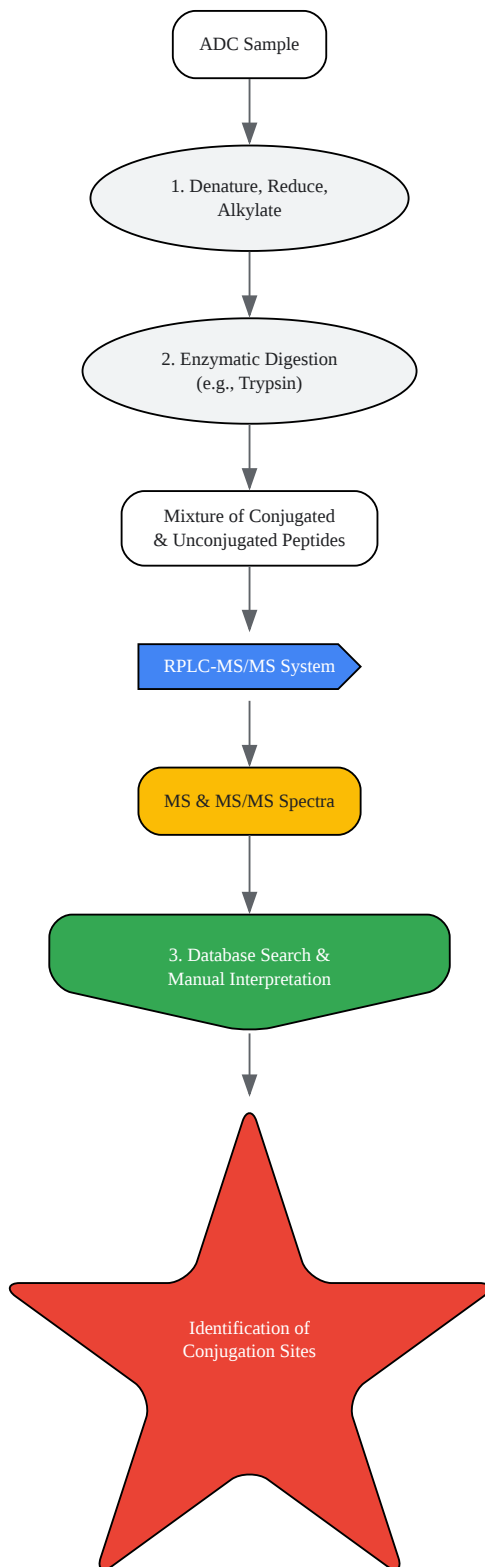 ADC Sample
1. Denature, Reduce,
Alkylate
2. Enzymatic Digestion
(e.g., Trypsin)
Mixture of Conjugated
& Unconjugated Peptides
RPLC-MS/MS System
MS & MS/MS Spectra
3. Database Search &
Manual Interpretation
Identification of
Conjugation Sites